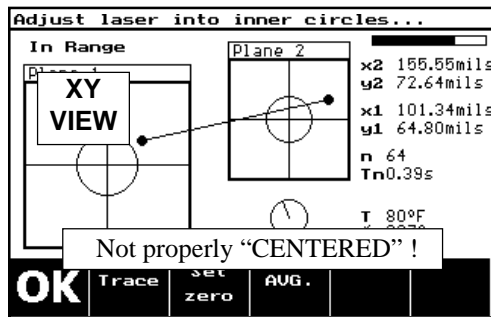 Adjust laser into inner circles...
In Range
Plane 2
XY
VIEW
x2 155.55mils
y2 72.64mils
x1 101.34mils
y1 64.80mils
n 64
Tn0.39s
T 80ºF
Not properly “CENTERED” !
OK
Trace
Set
zero
AVG.